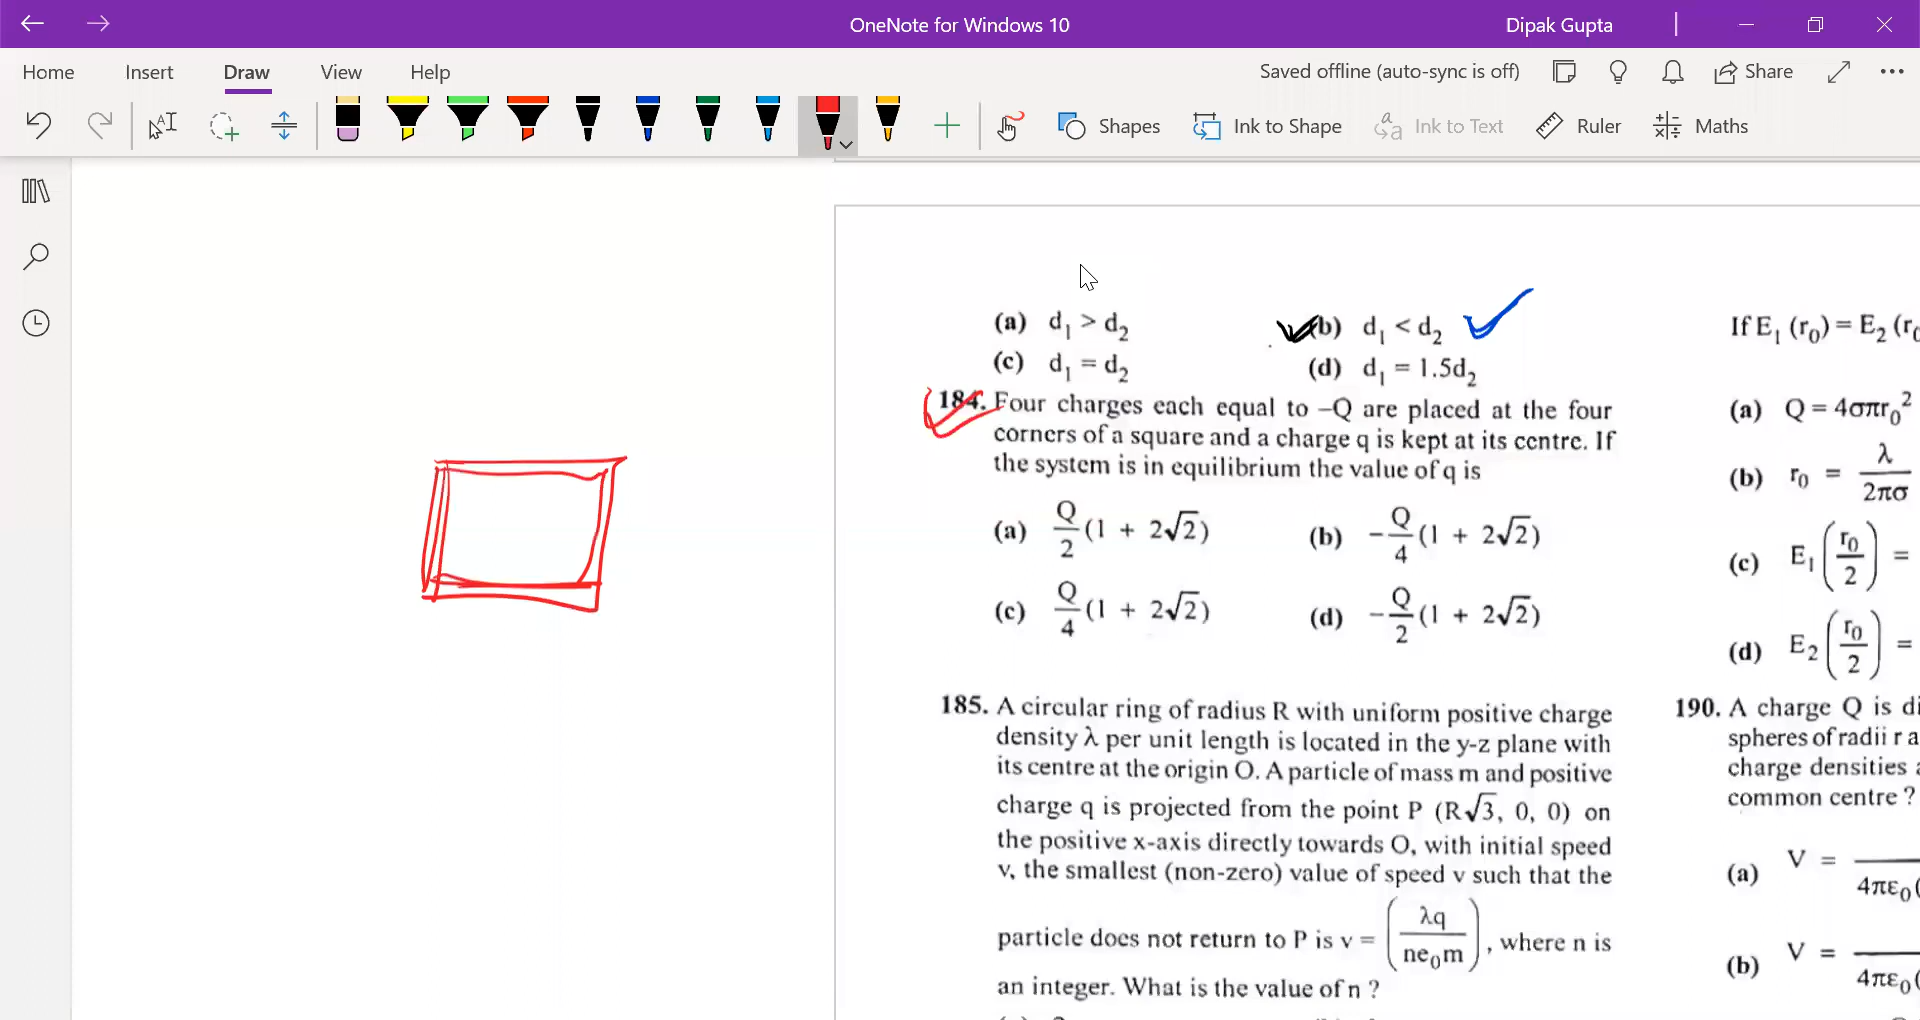 OneNote for Windows 10
Dipak Gupta
Home Insert Draw View Help
Saved offline (auto-sync is off)
Share
Shapes Ink to Shape Ink to Text Ruler Maths
(a) d₁ > d₂ (b) d₁ < d₂
(c) d₁ = d₂ (d) d₁ = 1.5d₂
184. Four charges each equal to –Q are placed at the four
corners of a square and a charge q is kept at its centre. If
the system is in equilibrium the value of q is
(a) Q/2 (1 + 2√2) (b) –Q/4 (1 + 2√2)
(c) Q/4 (1 + 2√2) (d) –Q/2 (1 + 2√2)
185. A circular ring of radius R with uniform positive charge
density λ per unit length is located in the y-z plane with
its centre at the origin O. A particle of mass m and positive
charge q is projected from the point P (R√3, 0, 0) on
the positive x-axis directly towards O, with initial speed
v, the smallest (non-zero) value of speed v such that the
particle does not return to P is v = (λq/ne₀m), where n is
an integer. What is the value of n ?
If E₁ (r₀) = E₂ (r₀
(a) Q = 4σπr₀²
(b) r₀ = λ/2πσ
(c) E₁ (r₀/2) =
(d) E₂ (r₀/2) =
190. A charge Q is di
spheres of radii r a
charge densities
common centre ?
(a) V = 4πε₀(
(b) V = 4πε₀(